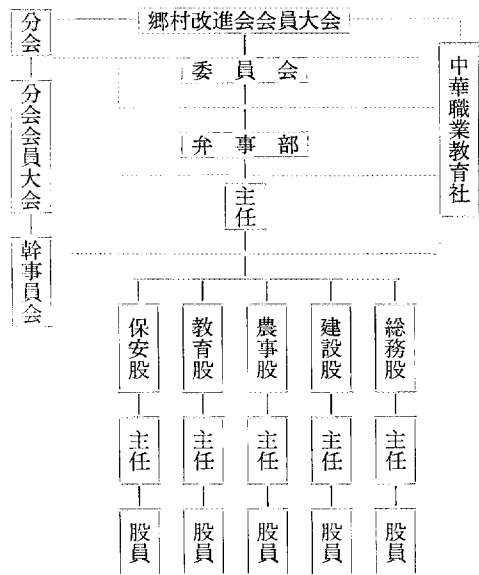 郷村改進会会員大会
委員会
弁事部
主任
中華職業教育社
分会
分会会員大会
幹事員会
総務股
建設股
農事股
教育股
保安股
主任
主任
主任
主任
主任
股員
股員
股員
股員
股員